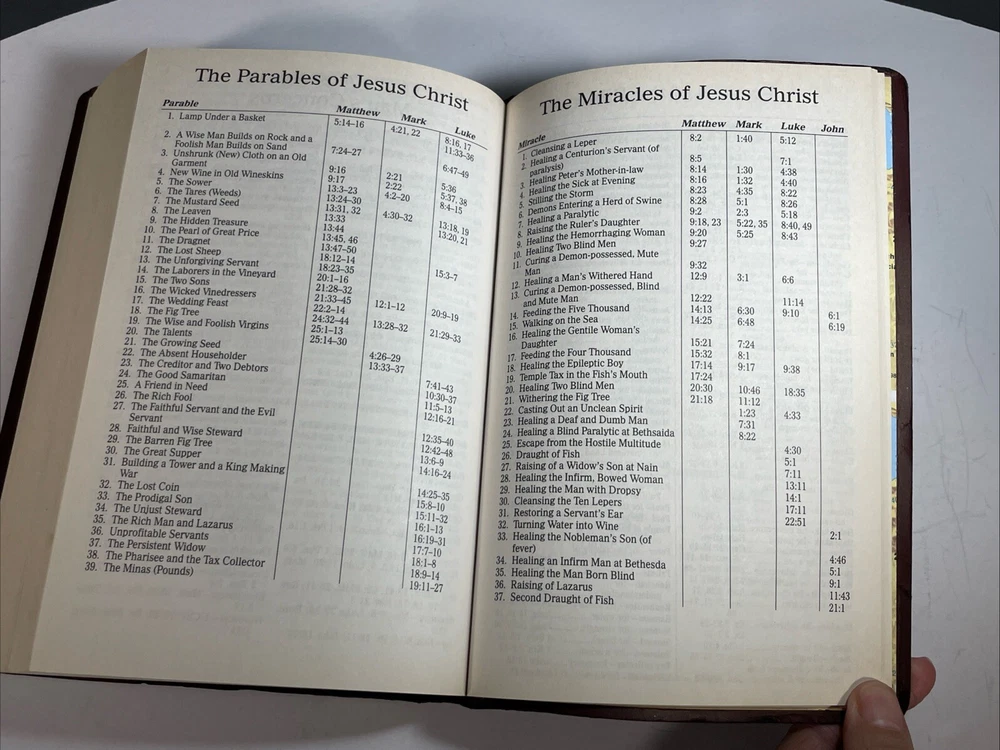 The Parables of Jesus Christ
Parable Matthew Mark Luke
1. Lamp Under a Basket 5:14–16 4:21, 22 8:16, 17
11:33–36
2. A Wise Man Builds on Rock and a
Foolish Man Builds on Sand 7:24–27 6:47–49
3. Unshrunk (New) Cloth on an Old
Garment 9:16 2:21 5:36
4. New Wine in Old Wineskins 9:17 2:22 5:37, 38
5. The Sower 13:3–23 4:2–20 8:4–15
6. The Tares (Weeds) 13:24–30
7. The Mustard Seed 13:31, 32 4:30–32 13:18, 19
8. The Leaven 13:33 13:20, 21
9. The Hidden Treasure 13:44
10. The Pearl of Great Price 13:45, 46
11. The Dragnet 13:47–50
12. The Lost Sheep 18:12–14 15:3–7
13. The Unforgiving Servant 18:23–35
14. The Laborers in the Vineyard 20:1–16
15. The Two Sons 21:28–32
16. The Wicked Vinedressers 21:33–45 12:1–12 20:9–19
17. The Wedding Feast 22:2–14
18. The Fig Tree 24:32–44 13:28–32 21:29–33
19. The Wise and Foolish Virgins 25:1–13
20. The Talents 25:14–30
21. The Growing Seed 4:26–29
22. The Absent Householder 13:33–37
23. The Creditor and Two Debtors 7:41–43
24. The Good Samaritan 10:30–37
25. A Friend in Need 11:5–13
26. The Rich Fool 12:16–21
27. The Faithful Servant and the Evil
Servant 12:35–40
28. Faithful and Wise Steward 12:42–48
29. The Barren Fig Tree 13:6–9
30. The Great Supper 14:16–24
31. Building a Tower and a King Making
War 14:25–35
32. The Lost Coin 15:8–10
33. The Prodigal Son 15:11–32
34. The Unjust Steward 16:1–13
35. The Rich Man and Lazarus 16:19–31
36. Unprofitable Servants 17:7–10
37. The Persistent Widow 18:1–8
38. The Pharisee and the Tax Collector 18:9–14
39. The Minas (Pounds) 19:11–27
The Miracles of Jesus Christ
Miracle Matthew Mark Luke John
1. Cleansing a Leper 8:2 1:40 5:12
2. Healing a Centurion's Servant (of
paralysis) 8:5 7:1
3. Healing Peter's Mother-in-law 8:14 1:30 4:38
4. Healing the Sick at Evening 8:16 1:32 4:40
5. Stilling the Storm 8:23 4:35 8:22
6. Demons Entering a Herd of Swine 8:28 5:1 8:26
7. Healing a Paralytic 9:2 2:3 5:18
8. Raising the Ruler's Daughter 9:18, 23 5:22, 35 8:40, 49
9. Healing the Hemorrhaging Woman 9:20 5:25 8:43
10. Healing Two Blind Men 9:27
11. Curing a Demon-possessed, Mute
Man 9:32
12. Healing a Man's Withered Hand 12:9 3:1 6:6
13. Curing a Demon-possessed, Blind
and Mute Man 12:22 11:14
14. Feeding the Five Thousand 14:13 6:30 9:10 6:1
15. Walking on the Sea 14:25 6:48 6:19
16. Healing the Gentile Woman's
Daughter 15:21 7:24
17. Feeding the Four Thousand 15:32 8:1
18. Healing the Epileptic Boy 17:14 9:17 9:38
19. Temple Tax in the Fish's Mouth 17:24
20. Healing Two Blind Men 20:30 10:46 18:35
21. Withering the Fig Tree 21:18 11:12
22. Casting Out an Unclean Spirit 1:23 4:33
23. Healing a Deaf and Dumb Man 7:31
24. Healing a Blind Paralytic at Bethsaida 8:22
25. Escape from the Hostile Multitude 4:30
26. Draught of Fish 5:1
27. Raising of a Widow's Son at Nain 7:11
28. Healing the Infirm, Bowed Woman 13:11
29. Healing the Man with Dropsy 14:1
30. Cleansing the Ten Lepers 17:11
31. Restoring a Servant's Ear 22:51
32. Turning Water into Wine 2:1
33. Healing the Nobleman's Son (of
fever) 4:46
34. Healing an Infirm Man at Bethesda 5:1
35. Healing the Man Born Blind 9:1
36. Raising of Lazarus 11:43
37. Second Draught of Fish 21:1